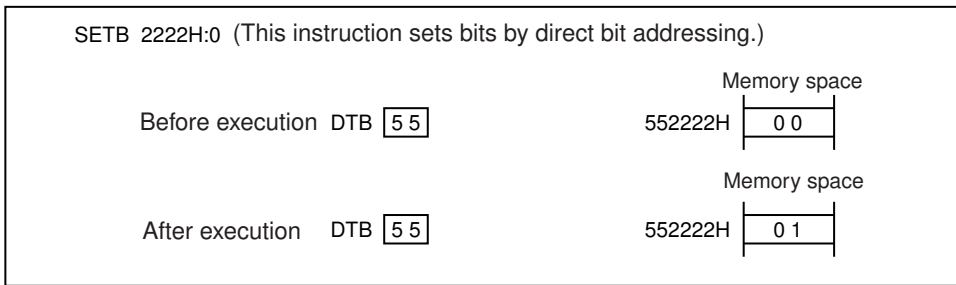 SETB 2222H:0 (This instruction sets bits by direct bit addressing.)
Memory space
Before execution DTB 5 5 552222H 0 0
Memory space
After execution DTB 5 5 552222H 0 1